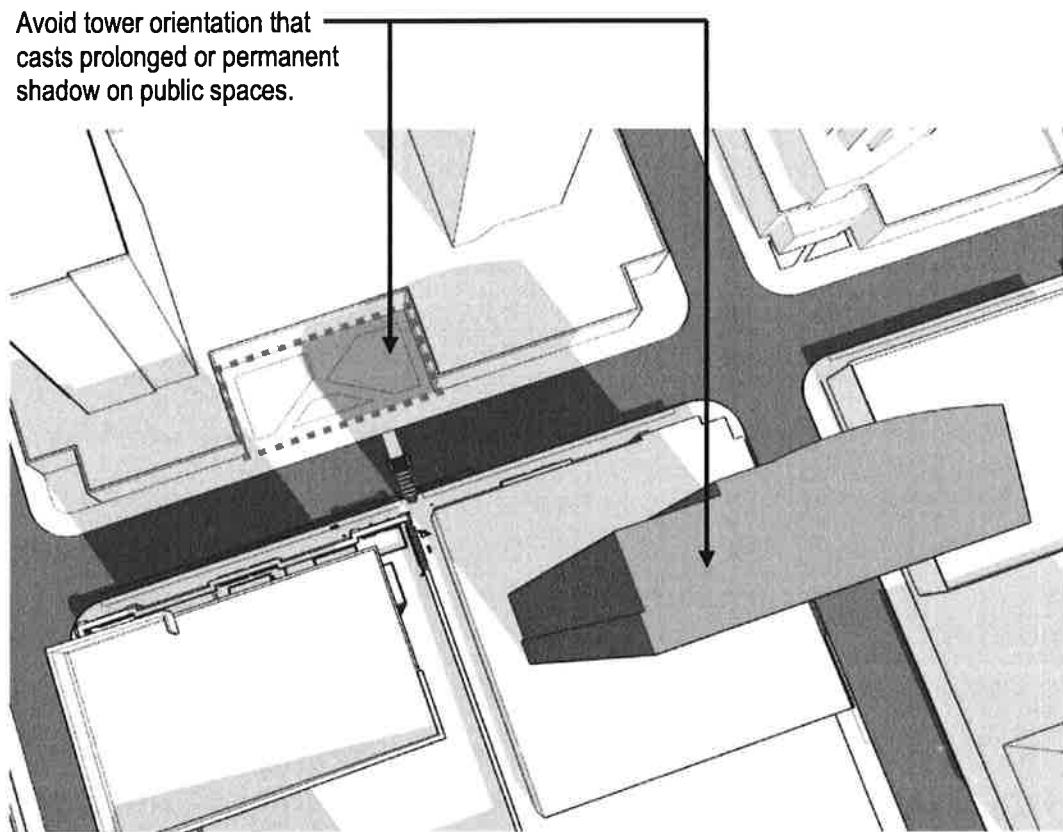 Avoid tower orientation that
casts prolonged or permanent
shadow on public spaces.